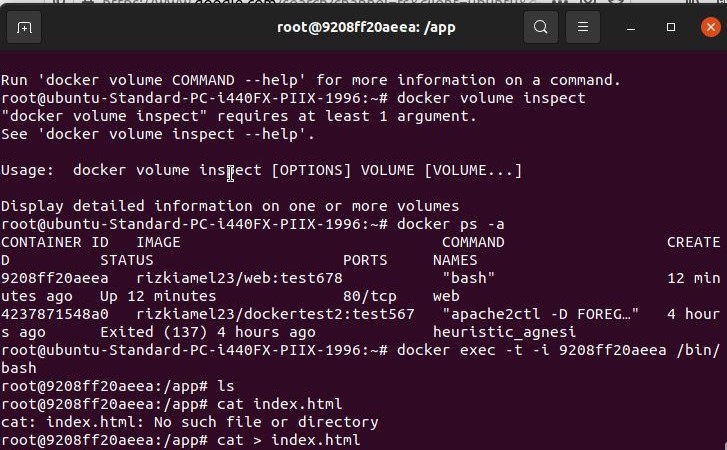 root@9208ff20aeea: /app
Run 'docker volume COMMAND --help' for more information on a command.
root@ubuntu-Standard-PC-i440FX-PIIX-1996:~# docker volume inspect
"docker volume inspect" requires at least 1 argument.
See 'docker volume inspect --help'.
Usage:  docker volume inspect [OPTIONS] VOLUME [VOLUME...]
Display detailed information on one or more volumes
root@ubuntu-Standard-PC-i440FX-PIIX-1996:~# docker ps -a
CONTAINER ID   IMAGE                             COMMAND                  CREATE
D          STATUS                     PORTS     NAMES
9208ff20aeea   rizkiamel23/web:test678           "bash"                   12 min
utes ago   Up 12 minutes              80/tcp    web
4237871548a0   rizkiamel23/dockertest2:test567   "apache2ctl -D FOREG…"   4 hour
s ago      Exited (137) 4 hours ago             heuristic_agnesi
root@ubuntu-Standard-PC-i440FX-PIIX-1996:~# docker exec -t -i 9208ff20aeea /bin/
bash
root@9208ff20aeea:/app# ls
root@9208ff20aeea:/app# cat index.html
cat: index.html: No such file or directory
root@9208ff20aeea:/app# cat > index.html